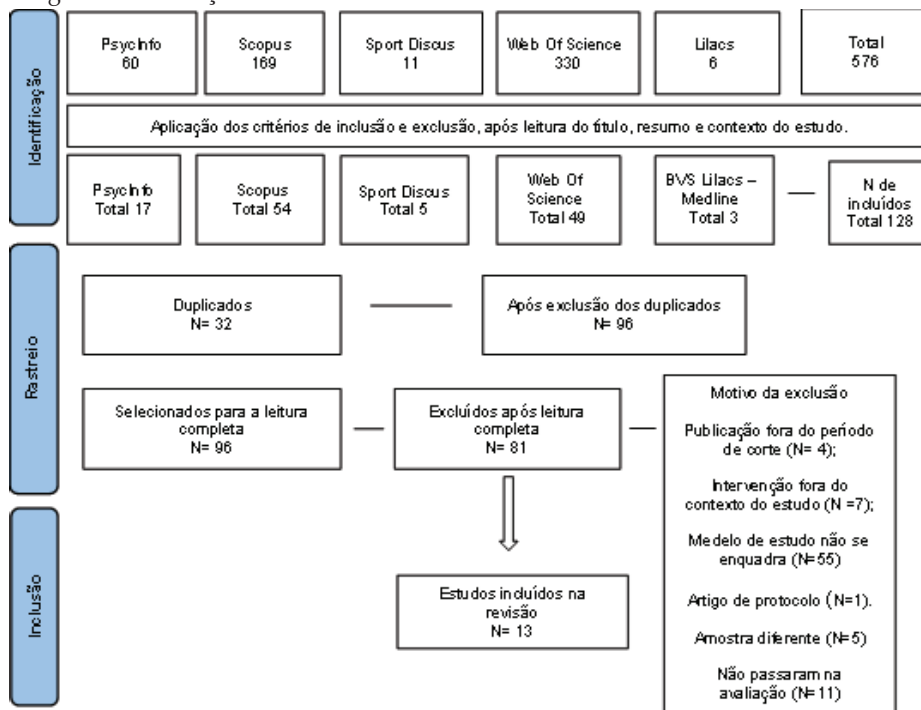 Identificação
PsycInfo
60
Scopus
169
Sport Discus
11
Web Of Science
330
Lilacs
6
Total
576
Aplicação dos critérios de inclusão e exclusão, após leitura do título, resumo e contexto do estudo.
PsycInfo
Total 17
Scopus
Total 54
Sport Discus
Total 5
Web Of
Science
Total 49
BVS Lilacs –
Medline
Total 3
N de
incluídos
Total 128
Rastreio
Duplicados
N= 32
Após exclusão dos duplicados
N= 96
Selecionados para a leitura
completa
N= 96
Excluídos após leitura
completa
N= 81
Motivo da exclusão
Publicação fora do período
de corte (N= 4);
Intervenção fora do
contexto do estudo (N =7);
Medelo de estudo não se
enquadra (N=55)
Artigo de protocolo (N=1).
Amostra diferente (N=5)
Não passaram na
avaliação (N=11)
Inclusão
Estudos incluídos na
revisão
N= 13